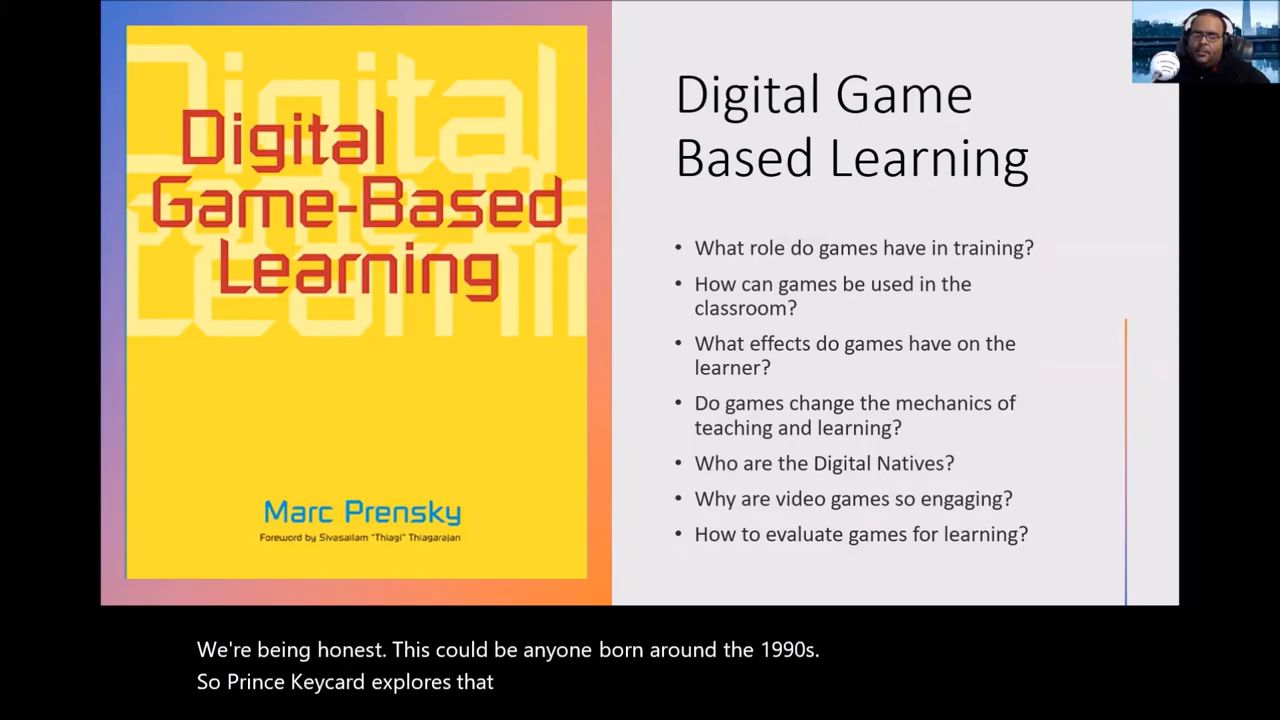 Digital
Game-Based
Learning
Marc Prensky
Foreword by Sivasailam "Thiagi" Thiagarajan
Digital Game
Based Learning
• What role do games have in training?
• How can games be used in the
classroom?
• What effects do games have on the
learner?
• Do games change the mechanics of
teaching and learning?
• Who are the Digital Natives?
• Why are video games so engaging?
• How to evaluate games for learning?
We're being honest. This could be anyone born around the 1990s.
So Prince Keycard explores that